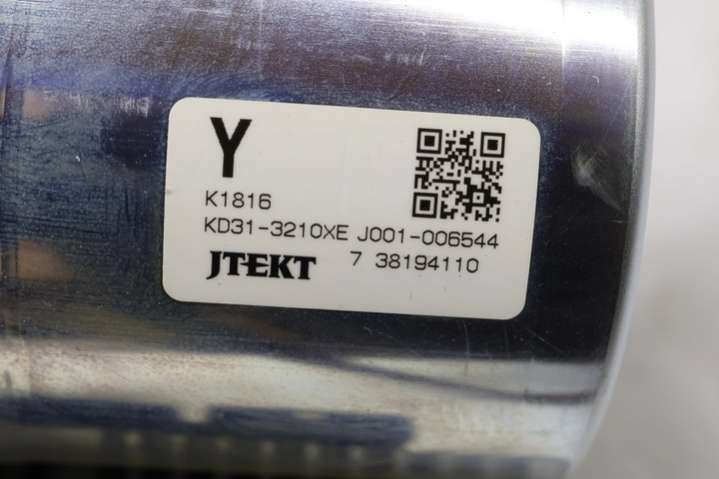 Y
K1816
KD31-3210XE J001-006544
JTEKT 7 38194110